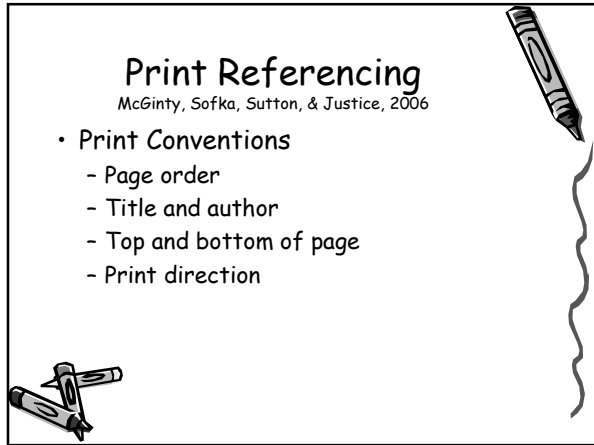 Print Referencing
McGinty, Sofka, Sutton, & Justice, 2006
• Print Conventions
– Page order
– Title and author
– Top and bottom of page
– Print direction